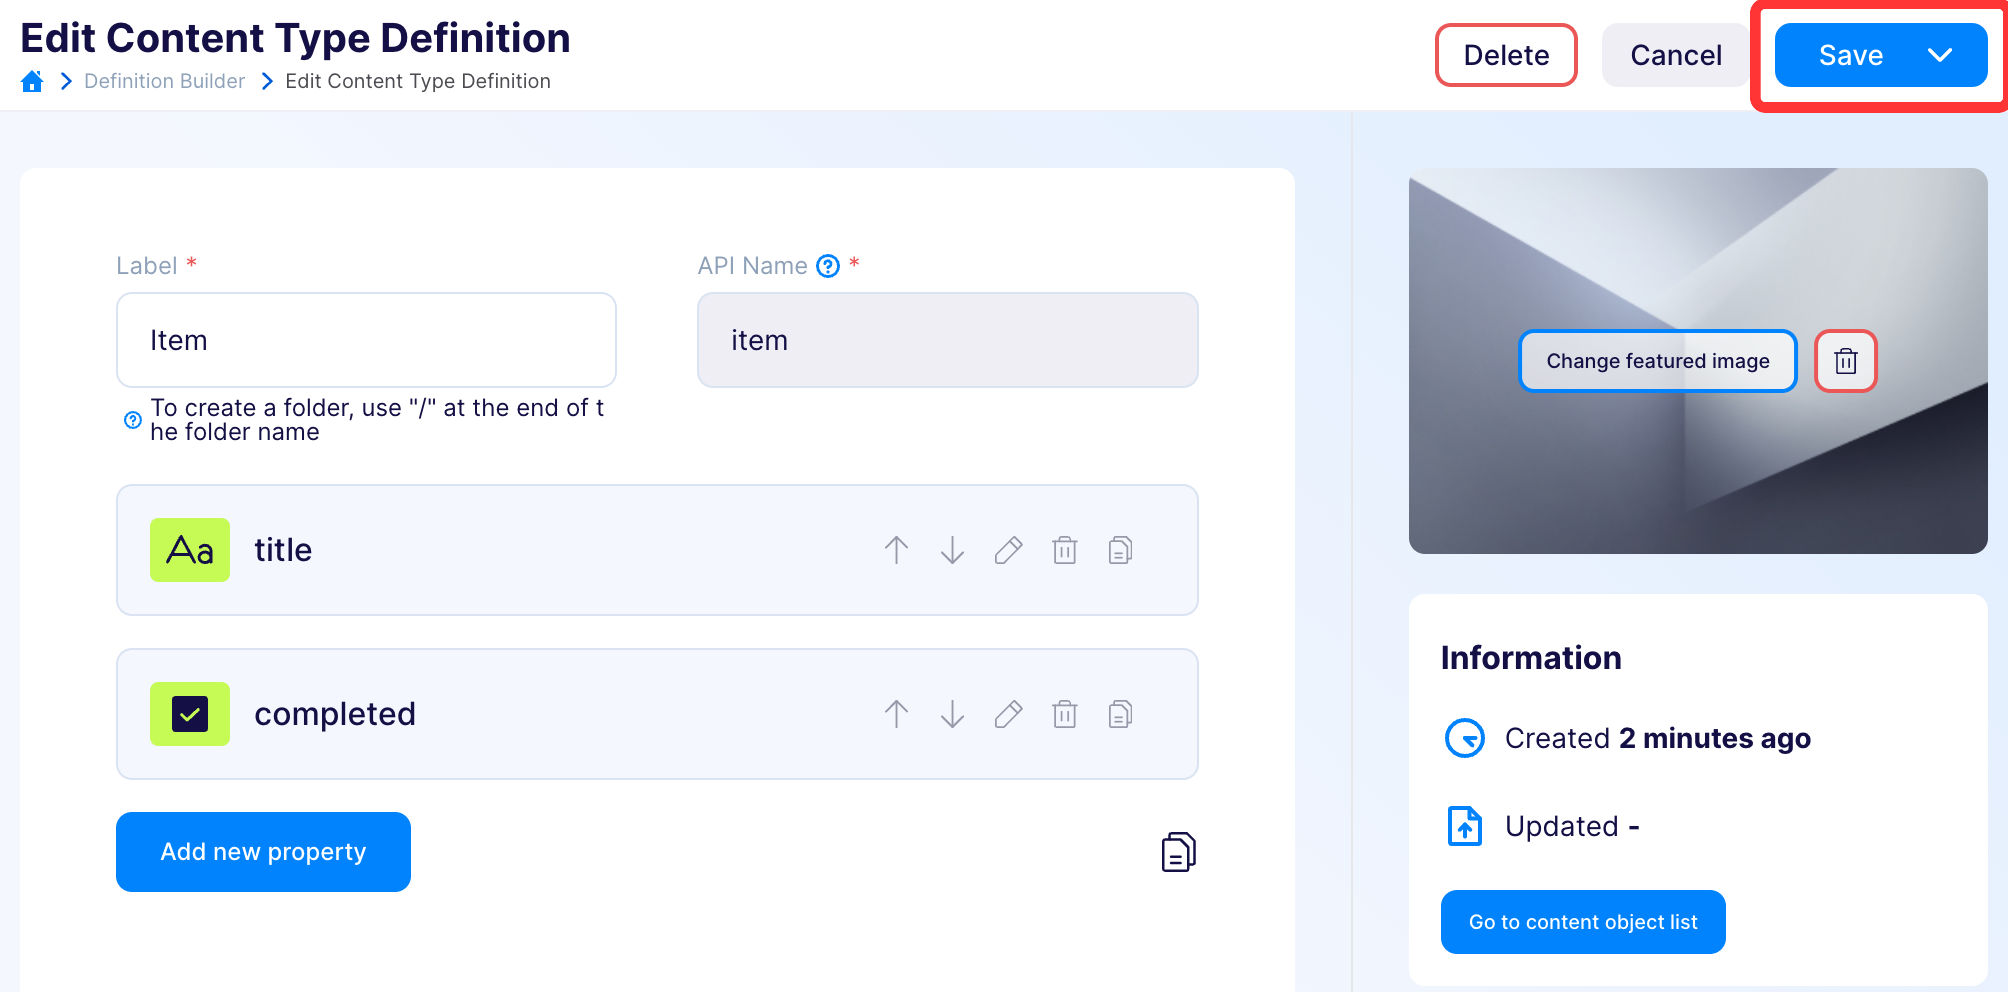 Edit Content Type Definition
Definition Builder Edit Content Type Definition
Delete
Cancel
Save
Label *
API Name *
Item
item
To create a folder, use "/" at the end of t
he folder name
Aa title
completed
Add new property
Change featured image
Information
Created 2 minutes ago
Updated -
Go to content object list